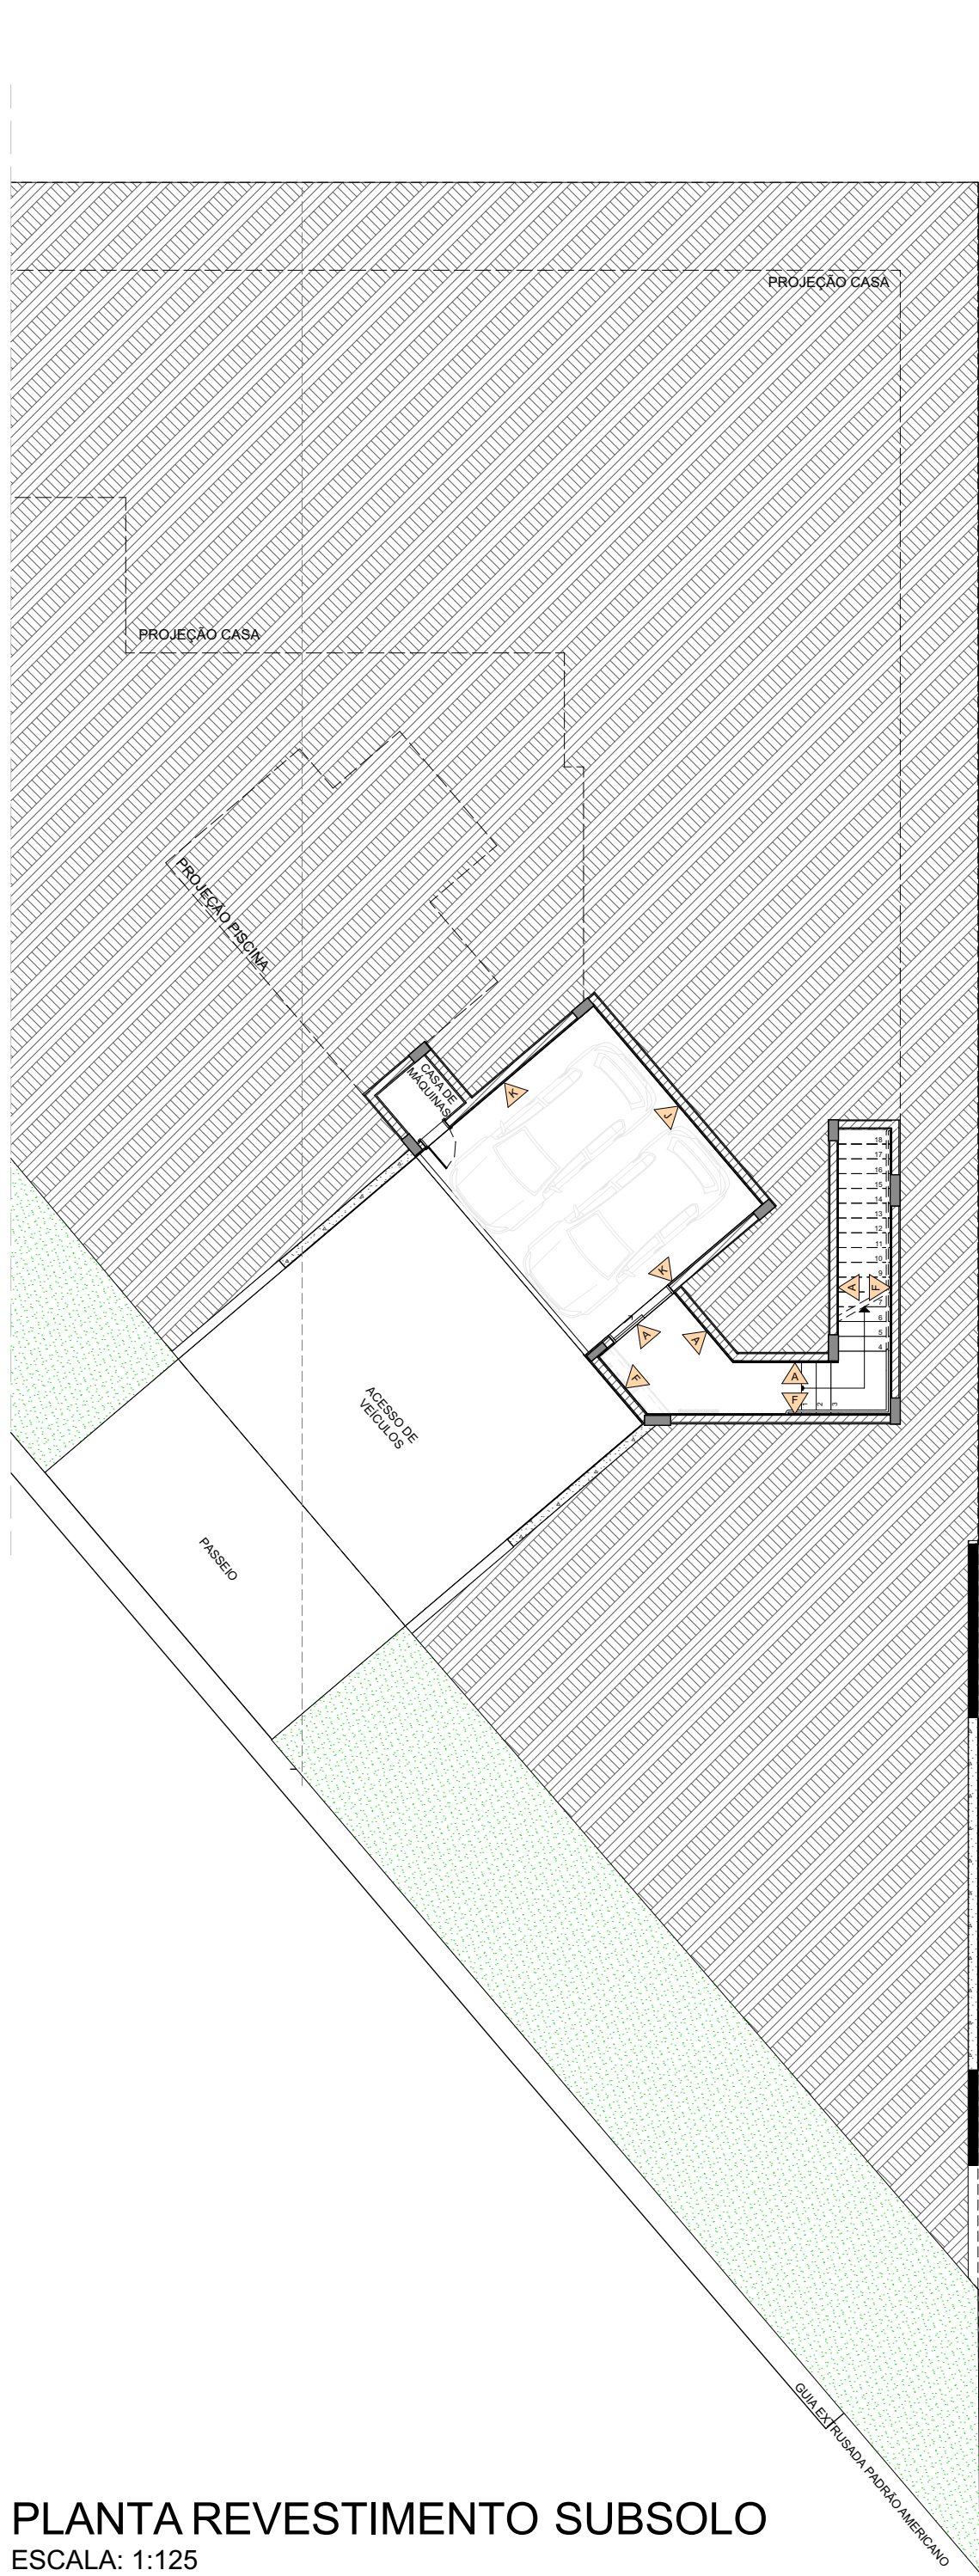 PROJEÇÃO CASA
PROJEÇÃO CASA
PROJEÇÃO PISCINA
CASA DE
MÁQUINAS
K
J
K
A
A
F
18
17
16
15
14
13
12
11
10
9
A
F
7
6
5
4
A
F
1
2
3
ACESSO DE
VEÍCULOS
PASSEIO
GUIA EXTRUSADA PADRÃO AMERICANO
PLANTA REVESTIMENTO SUBSOLO
ESCALA: 1:125